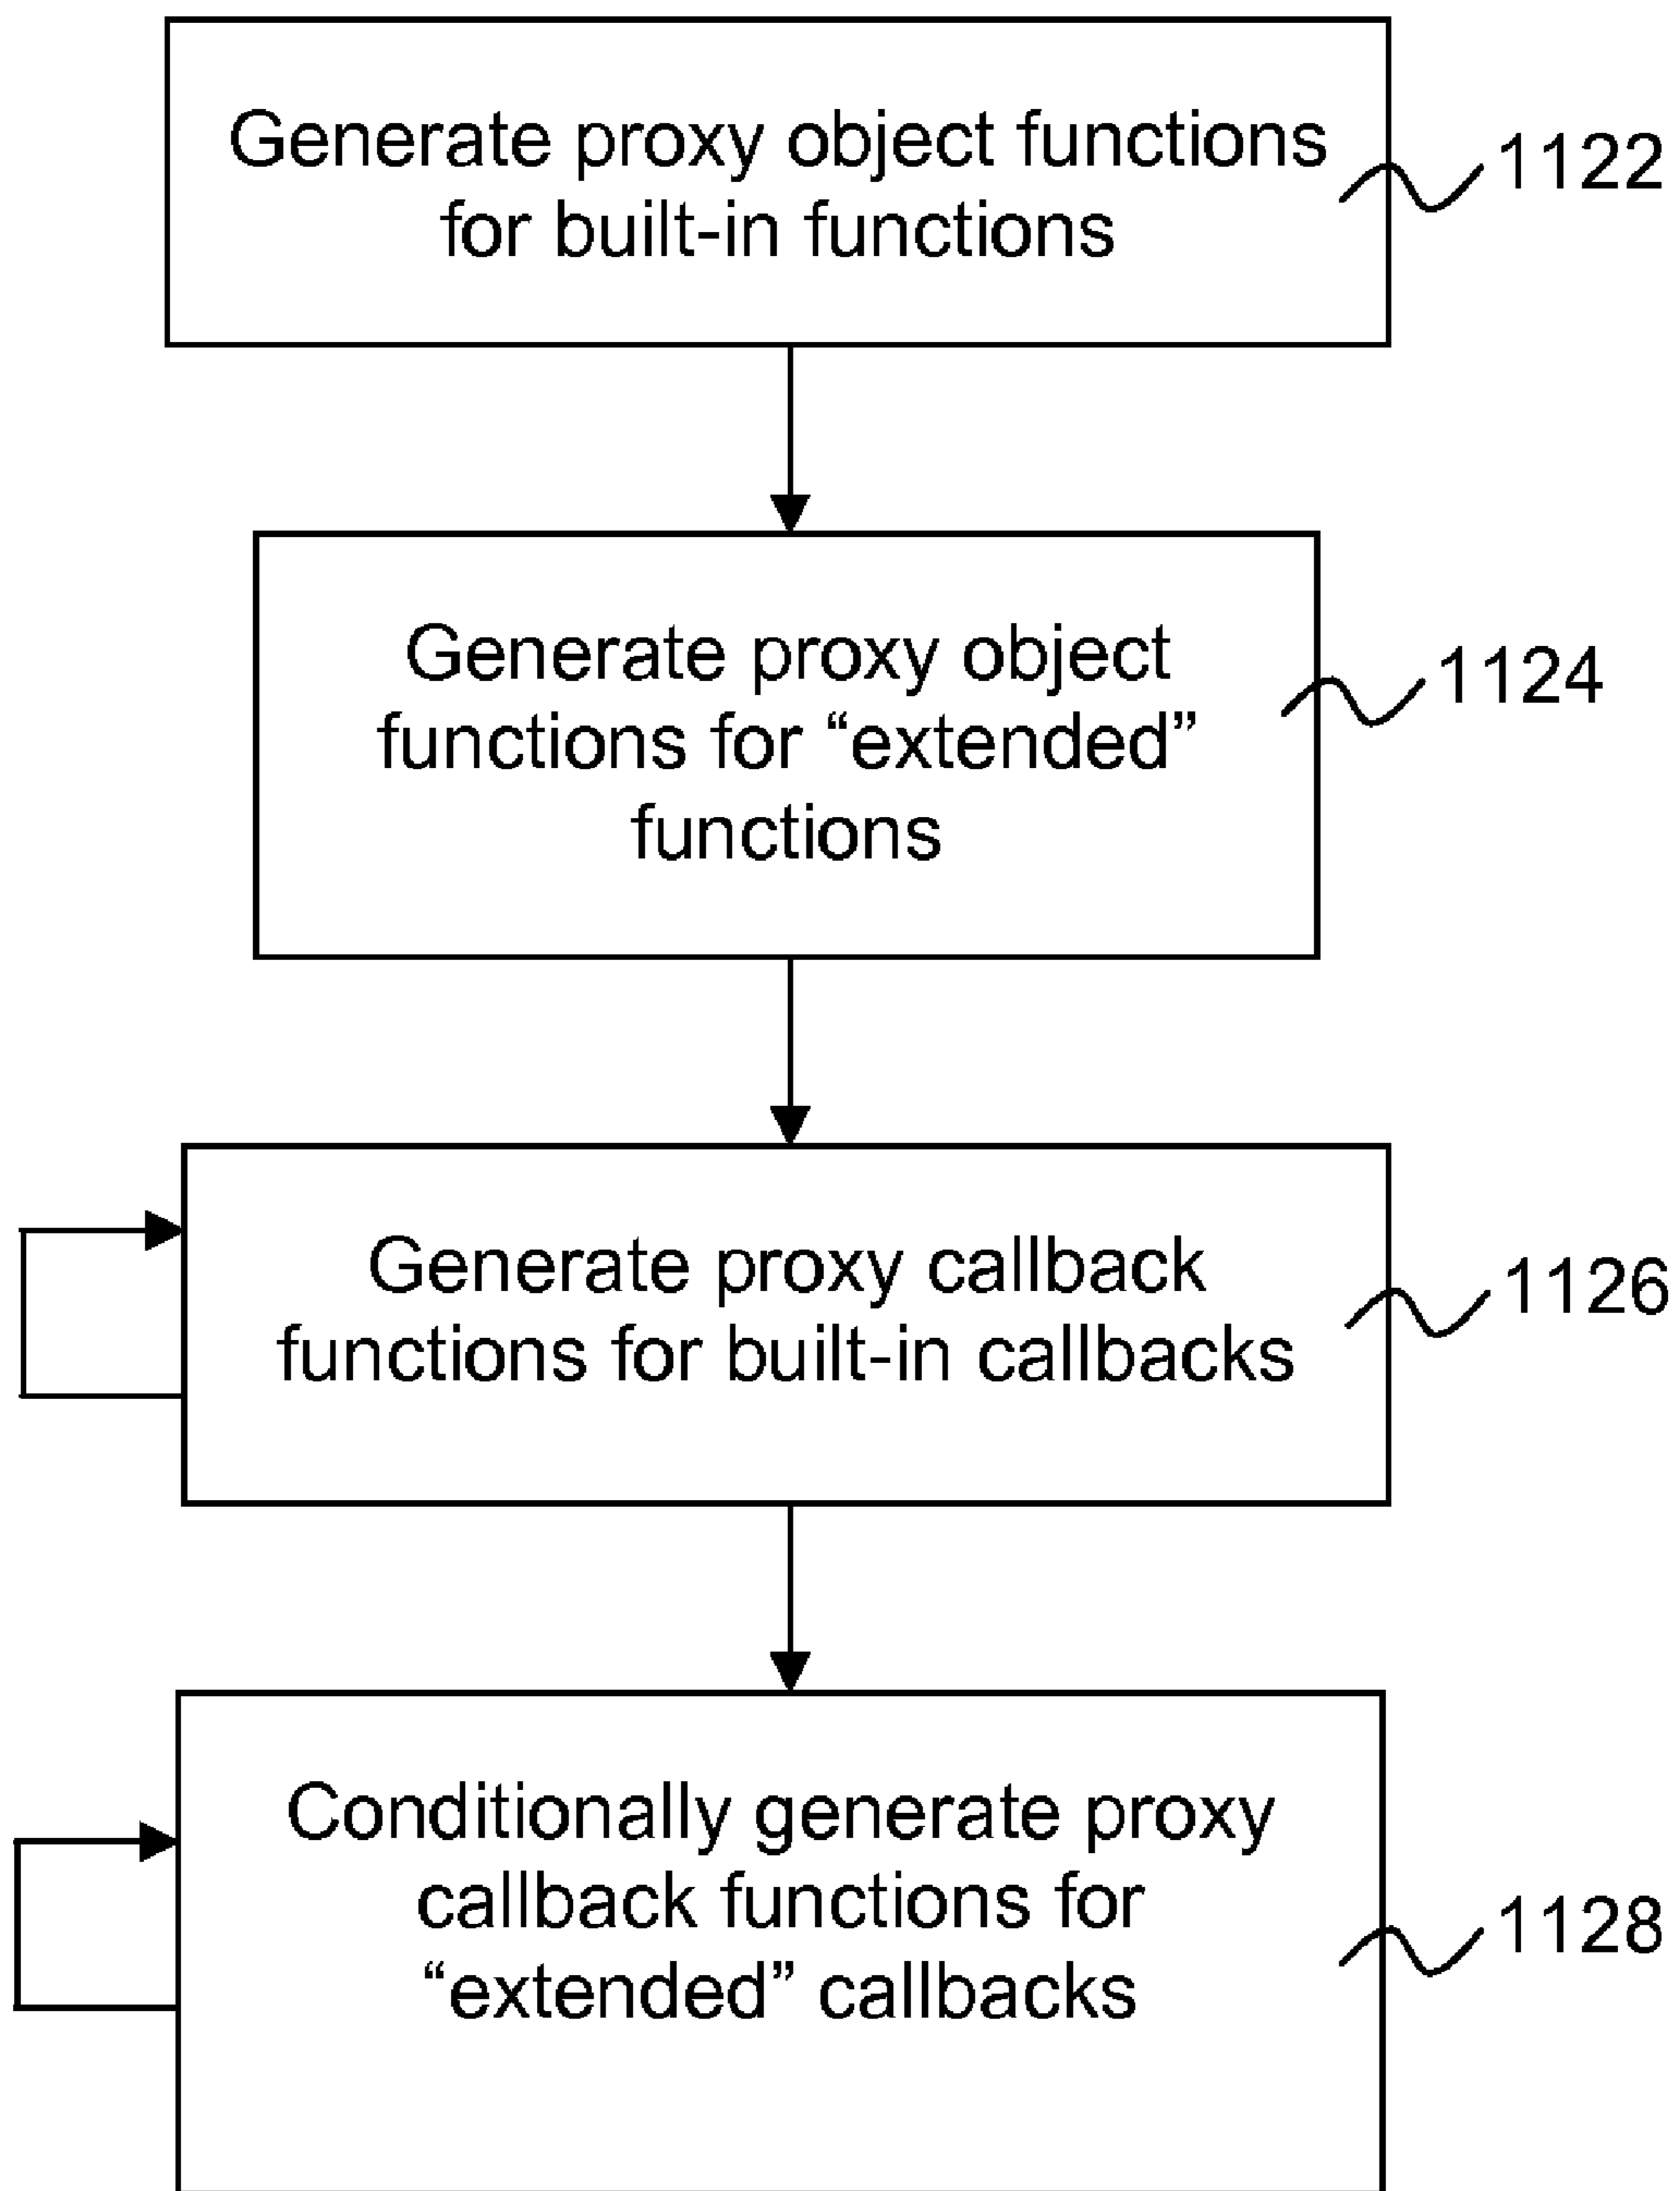 Generate proxy object functions
for built-in functions
1122
Generate proxy object
functions for “extended”
functions
1124
Generate proxy callback
functions for built-in callbacks
1126
Conditionally generate proxy
callback functions for
“extended” callbacks
1128